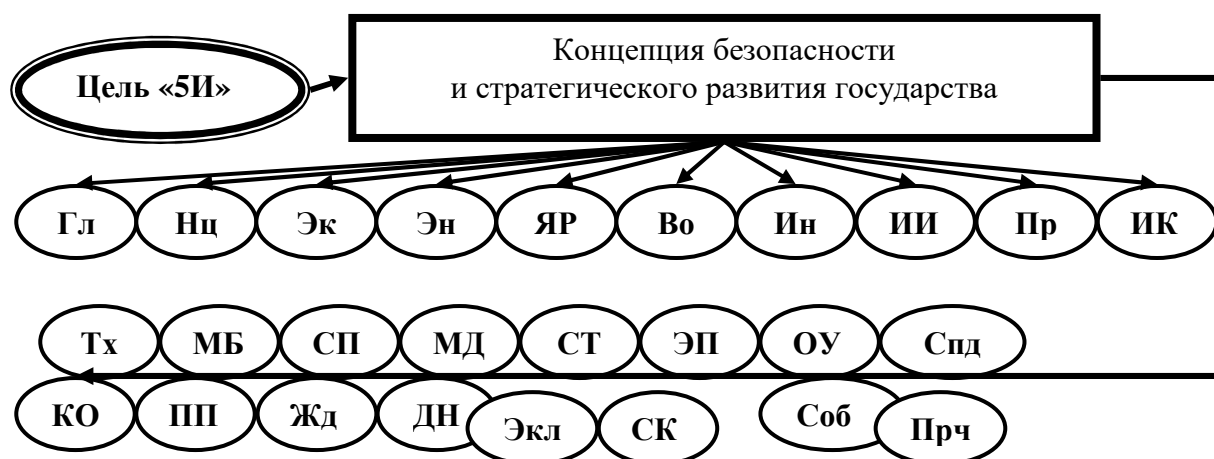 Цель «5И»
Концепция безопасности
и стратегического развития государства
Гл Нц Эк Эн ЯР Во Ин ИИ Пр ИК
Тх МБ СП МД СТ ЭП ОУ Спд
КО ПП Жд ДН Экл СК Соб Прч